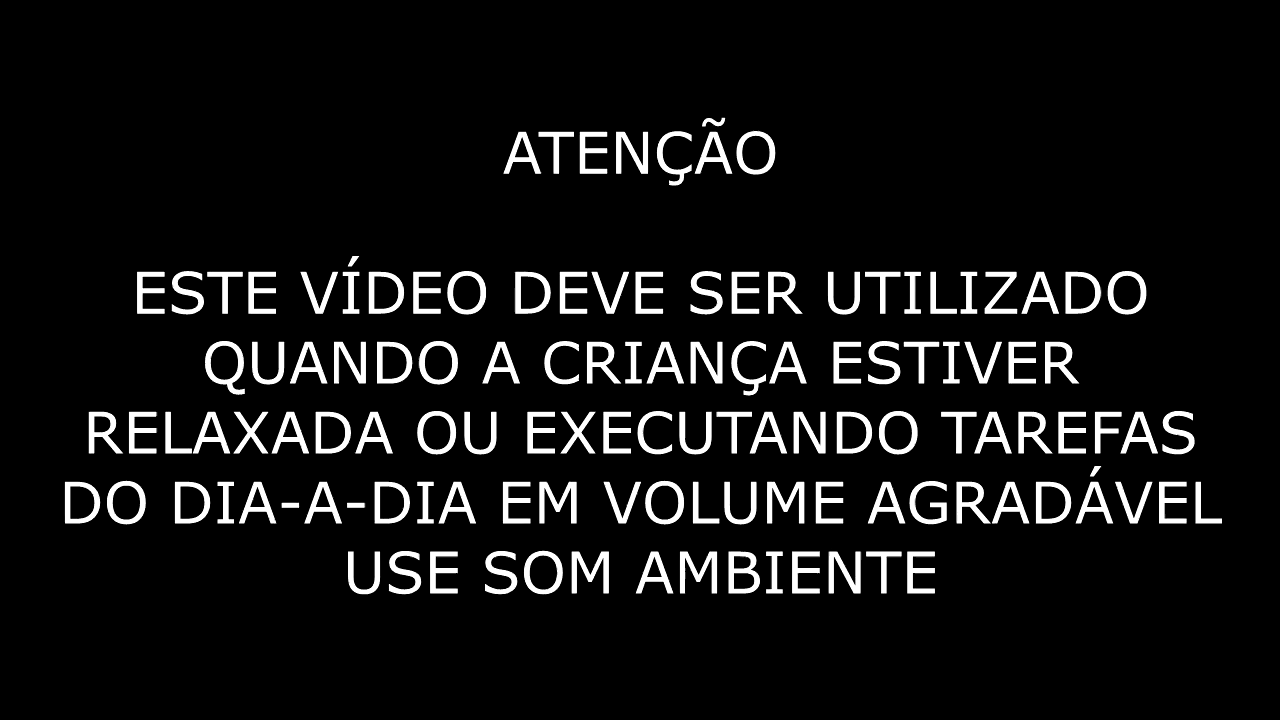 ATENÇÃO
ESTE VÍDEO DEVE SER UTILIZADO
QUANDO A CRIANÇA ESTIVER
RELAXADA OU EXECUTANDO TAREFAS
DO DIA-A-DIA EM VOLUME AGRADÁVEL
USE SOM AMBIENTE